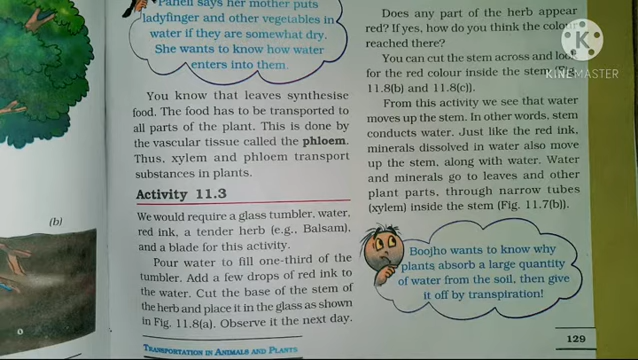 Paheli says her mother puts
ladyfinger and other vegetables in
water if they are somewhat dry.
She wants to know how water
enters into them.
You know that leaves synthesise
food. The food has to be transported to
all parts of the plant. This is done by
the vascular tissue called the phloem.
Thus, xylem and phloem transport
substances in plants.
Activity 11.3
We would require a glass tumbler, water,
red ink, a tender herb (e.g., Balsam),
and a blade for this activity.
Pour water to fill one-third of the
tumbler. Add a few drops of red ink to
the water. Cut the base of the stem of
the herb and place it in the glass as shown
in Fig. 11.8(a). Observe it the next day.
(b)
TRANSPORTATION IN ANIMALS AND PLANTS
Does any part of the herb appear
red? If yes, how do you think the colour
reached there?
You can cut the stem across and look
for the red colour inside the stem
11.8(b) and 11.8(c)).
From this activity we see that water
moves up the stem. In other words, stem
conducts water. Just like the red ink,
minerals dissolved in water also move
up the stem, along with water. Water
and minerals go to leaves and other
plant parts, through narrow tubes
(xylem) inside the stem (Fig. 11.7(b)).
Boojho wants to know why
plants absorb a large quantity
of water from the soil, then give
it off by transpiration!
129
K
KINEMASTER